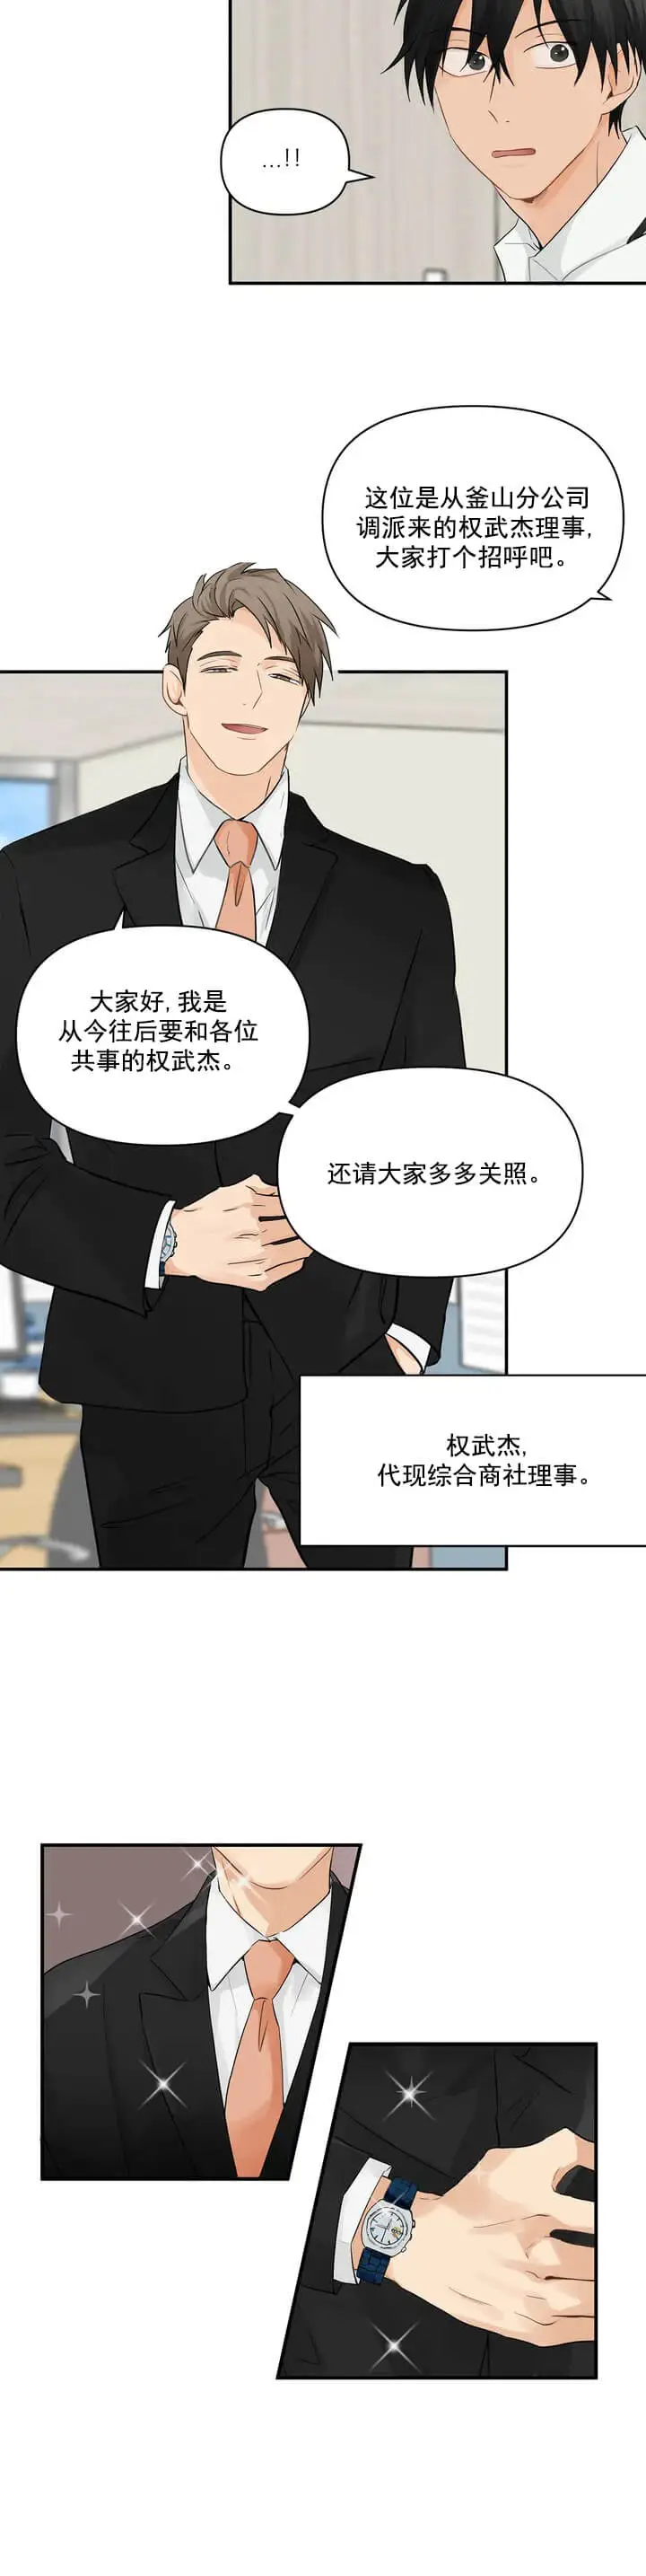 ...!!
这位是从釜山分公司
调派来的权武杰理事,
大家打个招呼吧。
大家好,我是
从今往后要和各位
共事的权武杰。
还请大家多多关照。
权武杰,
代现综合商社理事。